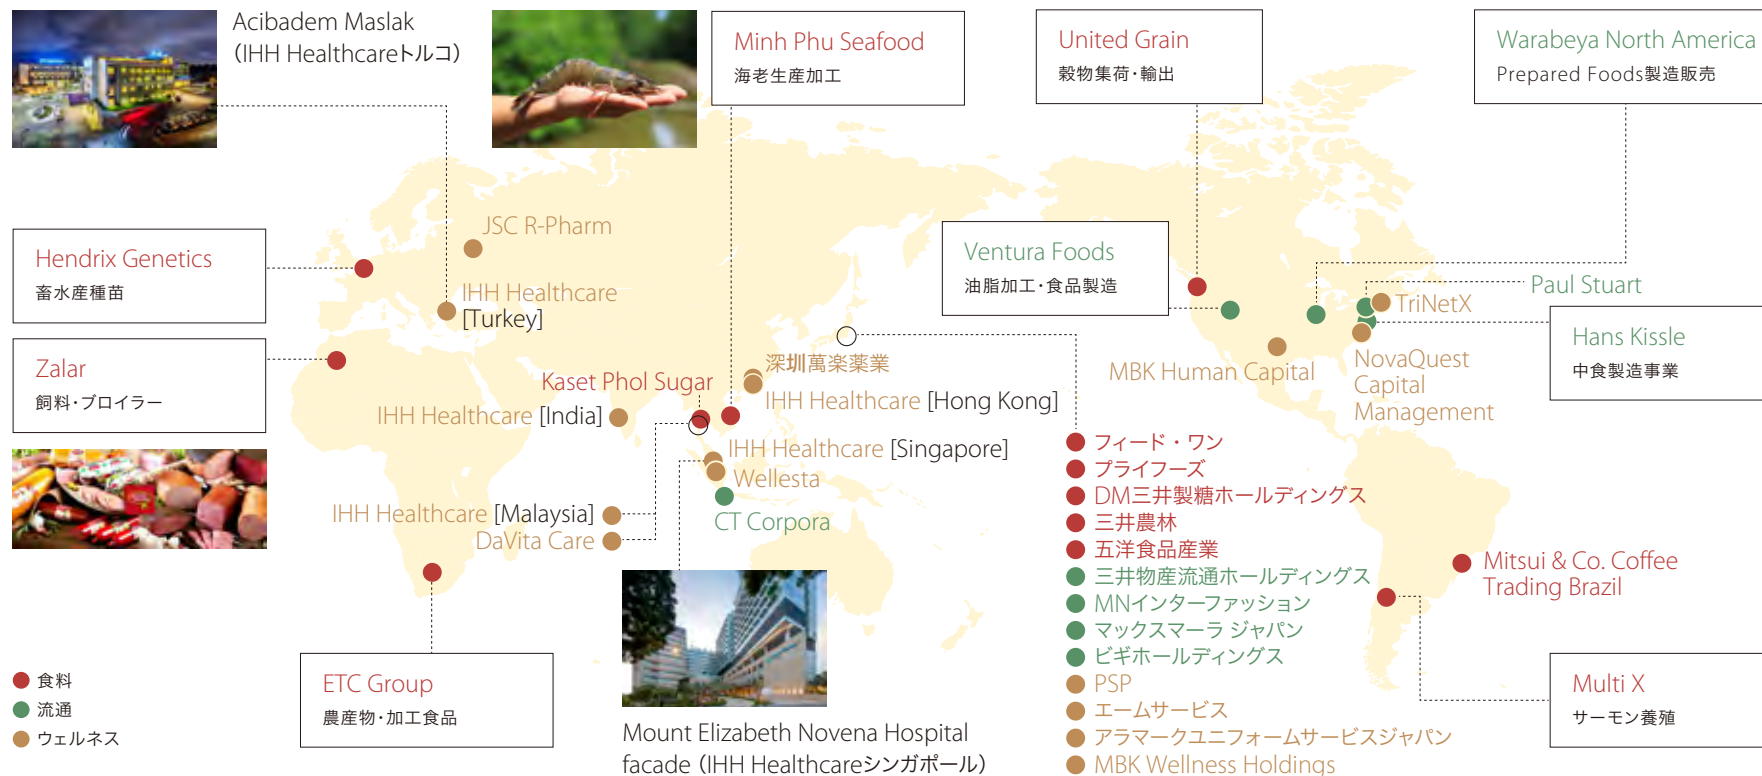 Acibadem Maslak
(IHH Healthcareトルコ)
Minh Phu Seafood
海老生産加工
United Grain
穀物集荷・輸出
Warabeya North America
Prepared Foods製造販売
Hendrix Genetics
畜水産種苗
JSC R-Pharm
IHH Healthcare
[Turkey]
Ventura Foods
油脂加工・食品製造
Paul Stuart
TriNetX
Hans Kissle
中食製造事業
Zalar
飼料・ブロイラー
深圳萬楽薬業
Kaset Phol Sugar
IHH Healthcare [Hong Kong]
IHH Healthcare [India]
MBK Human Capital
NovaQuest
Capital
Management
IHH Healthcare [Singapore]
Wellesta
IHH Healthcare [Malaysia]
DaVita Care
CT Corpora
フィード・ワン
プライフーズ
DM三井製糖ホールディングス
三井農林
五洋食品産業
三井物産流通ホールディングス
MNインターファッション
マックスマーラ ジャパン
ビギホールディングス
PSP
エームサービス
アラマークユニフォームサービスジャパン
MBK Wellness Holdings
Mitsui & Co. Coffee
Trading Brazil
Multi X
サーモン養殖
ETC Group
農産物・加工食品
Mount Elizabeth Novena Hospital
facade (IHH Healthcareシンガポール)
食料
流通
ウェルネス